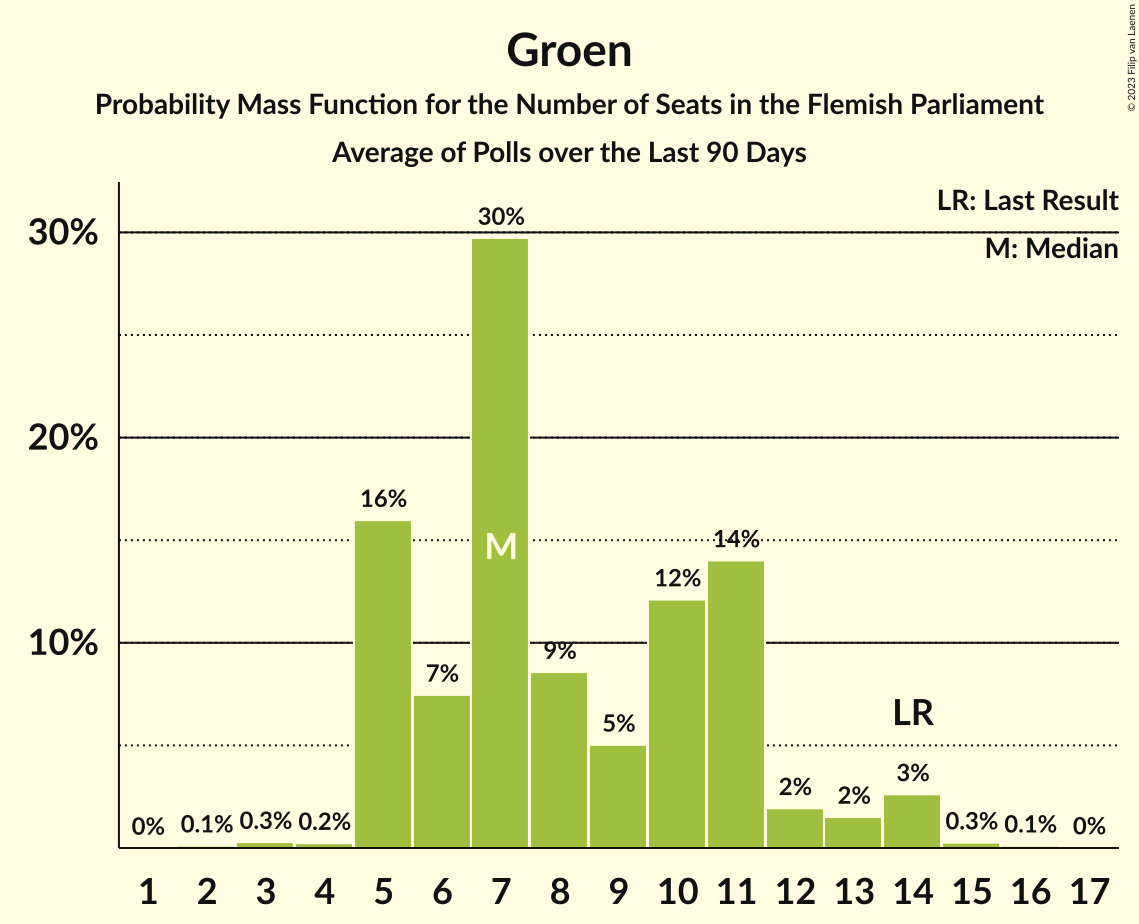 Groen
Probability Mass Function for the Number of Seats in the Flemish Parliament
Average of Polls over the Last 90 Days
© 2023 Filip van Laenen
LR: Last Result
M: Median
30%
20%
10%
0%
0.1%
0.3%
0.2%
16%
7%
30%
M
9%
5%
12%
14%
2%
2%
LR
3%
0.3%
0.1%
0%
1 2 3 4 5 6 7 8 9 10 11 12 13 14 15 16 17